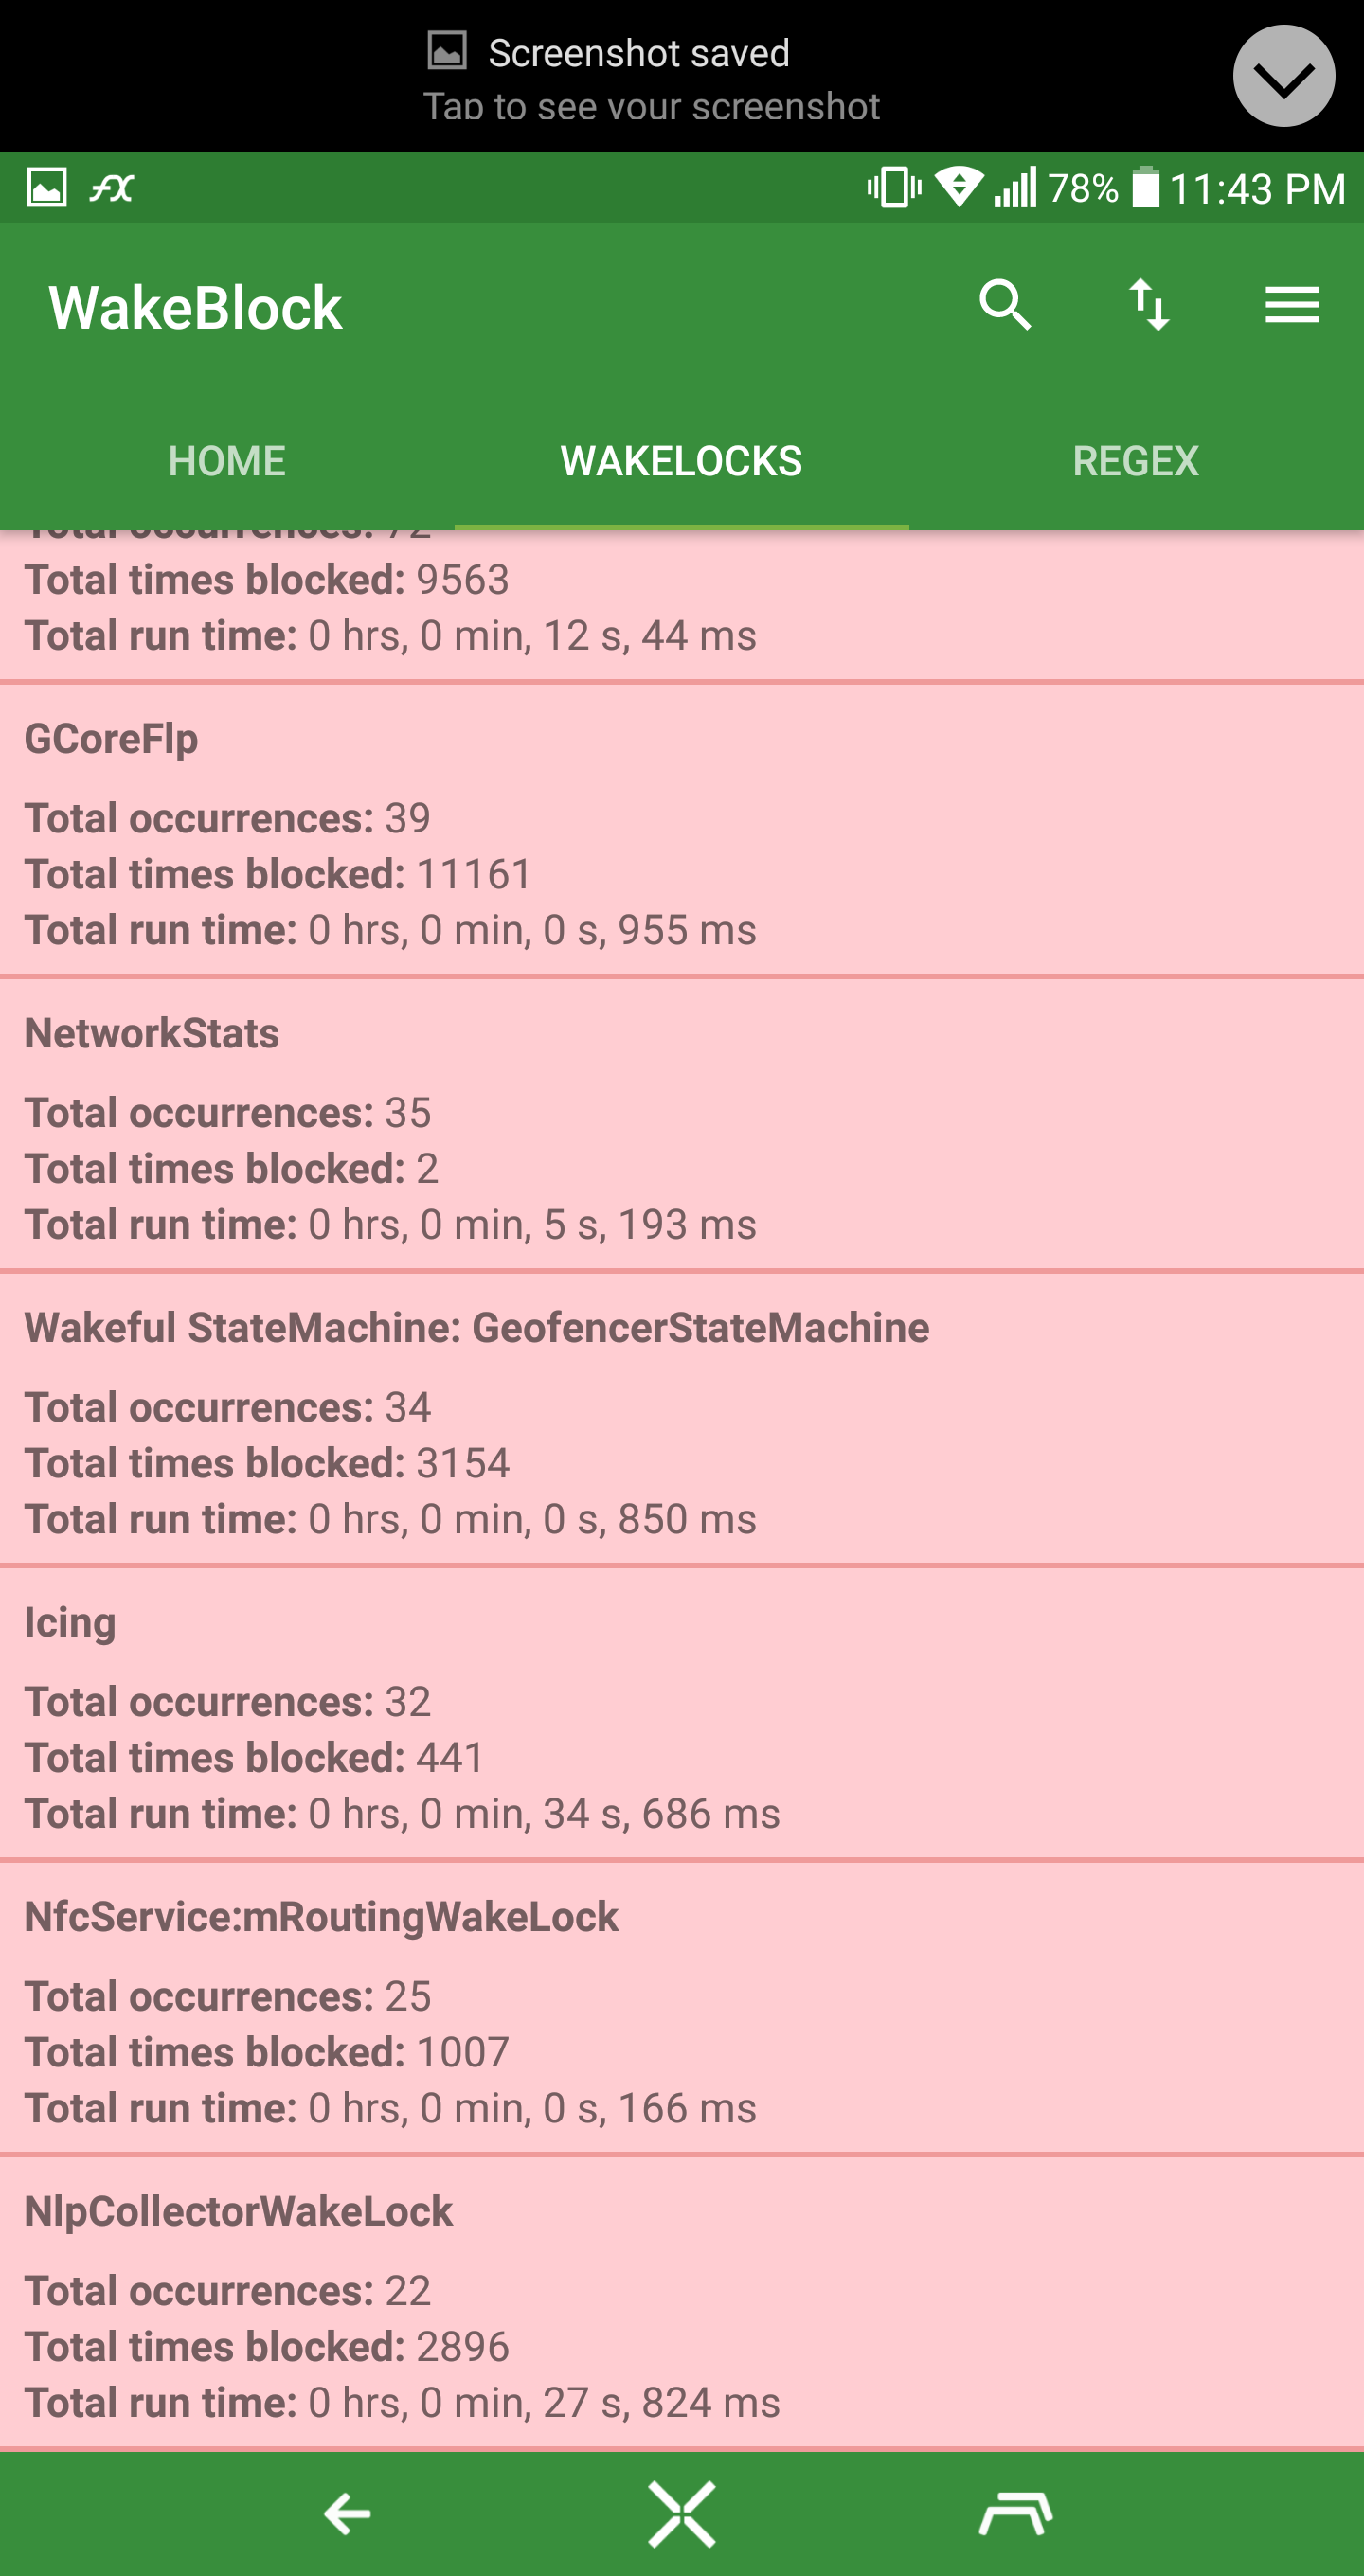 Screenshot saved
Tap to see your screenshot
78% 11:43 PM
WakeBlock
HOME WAKELOCKS REGEX
Total occurrences: 72
Total times blocked: 9563
Total run time: 0 hrs, 0 min, 12 s, 44 ms
GCoreFlp
Total occurrences: 39
Total times blocked: 11161
Total run time: 0 hrs, 0 min, 0 s, 955 ms
NetworkStats
Total occurrences: 35
Total times blocked: 2
Total run time: 0 hrs, 0 min, 5 s, 193 ms
Wakeful StateMachine: GeofencerStateMachine
Total occurrences: 34
Total times blocked: 3154
Total run time: 0 hrs, 0 min, 0 s, 850 ms
Icing
Total occurrences: 32
Total times blocked: 441
Total run time: 0 hrs, 0 min, 34 s, 686 ms
NfcService:mRoutingWakeLock
Total occurrences: 25
Total times blocked: 1007
Total run time: 0 hrs, 0 min, 0 s, 166 ms
NlpCollectorWakeLock
Total occurrences: 22
Total times blocked: 2896
Total run time: 0 hrs, 0 min, 27 s, 824 ms